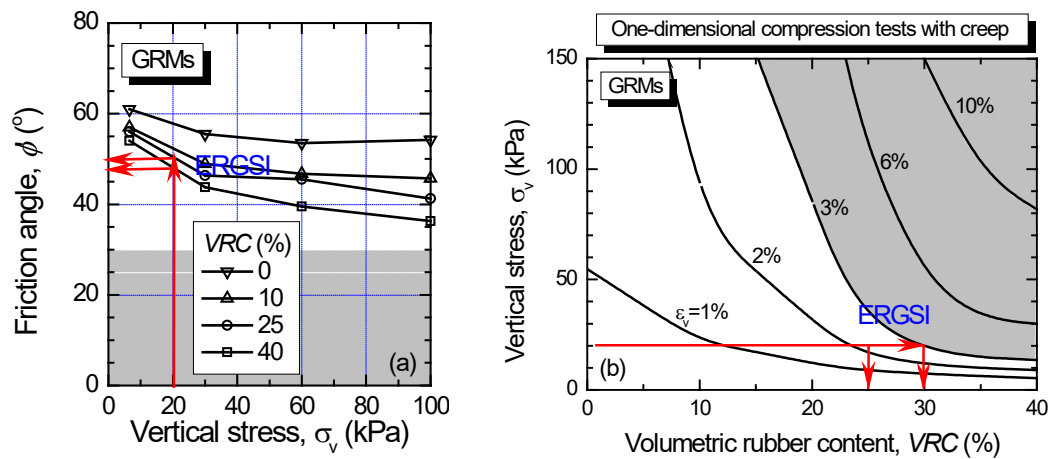 80
60
40
20
0
Friction angle, ϕ′ (°)
GRMs
ERGSI
VRC (%)
0
10
25
40
(a)
0 20 40 60 80 100
Vertical stress, σv (kPa)
One-dimensional compression tests with creep
150
100
50
0
Vertical stress, σv (kPa)
GRMs
10%
6%
3%
2%
εv=1%
ERGSI
(b)
0 10 20 30 40
Volumetric rubber content, VRC (%)